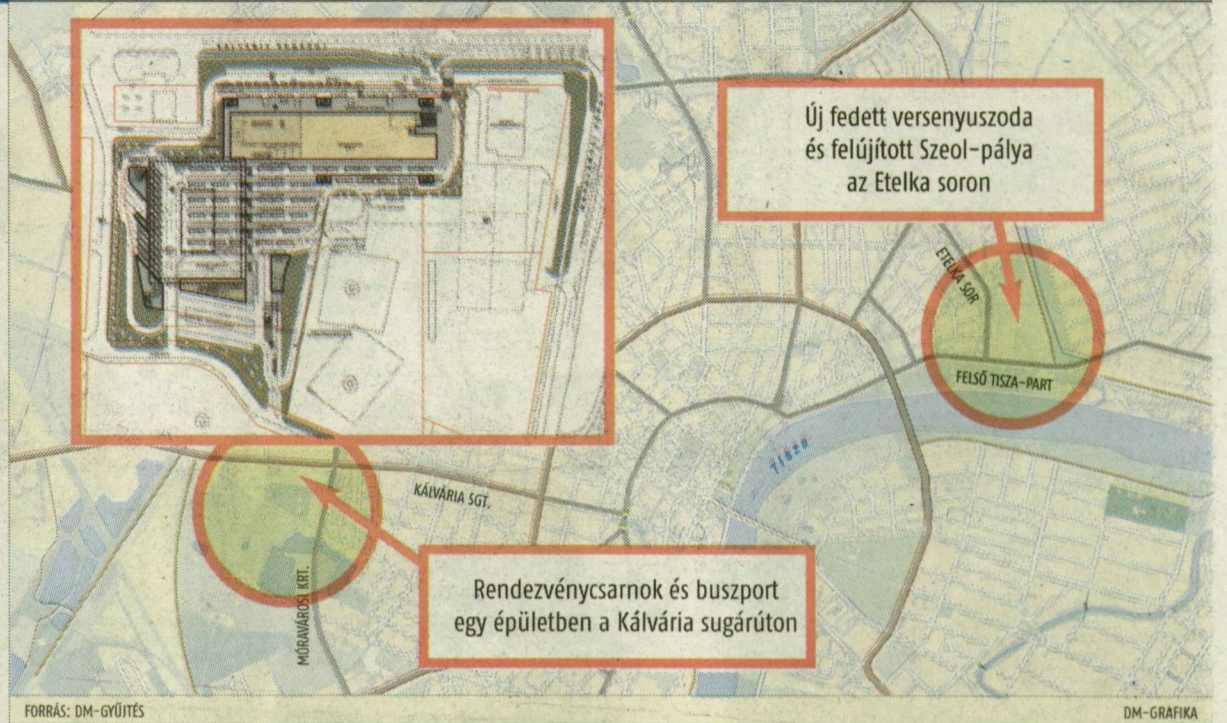 Új fedett versenyuszoda
és felújított Szeol-pálya
az Etelka soron
ETELKA SOR
FELSŐ TISZA-PART
Tisza
KÁLVÁRIA SGT.
MÓRAVÁROSI KRT.
Rendezvénycsarnok és buszport
egy épületben a Kálvária sugárúton
FORRÁS: DM-GYŰJTÉS
DM-GRAFIKA